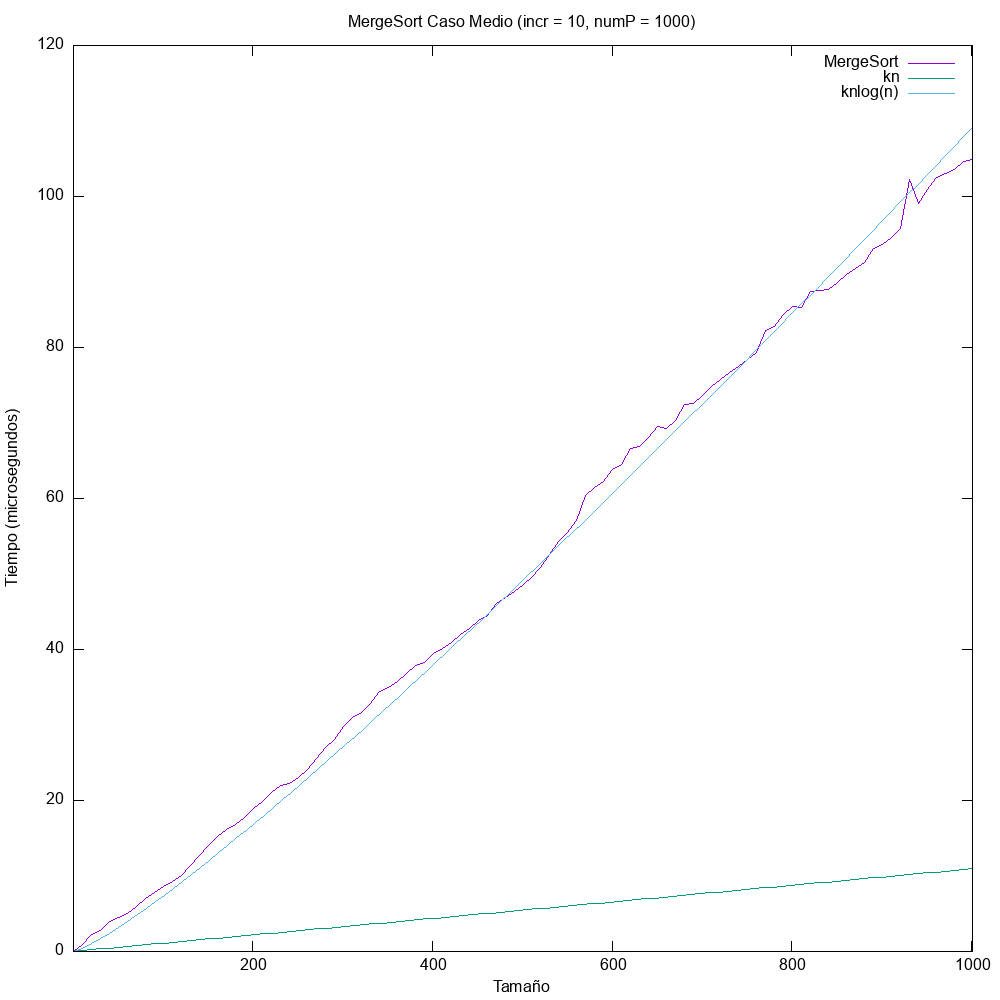 MergeSort Caso Medio (incr = 10, numP = 1000)
MergeSort
kn
knlog(n)
120
100
80
60
40
20
0
Tiempo (microsegundos)
200 400 600 800 1000
Tamaño